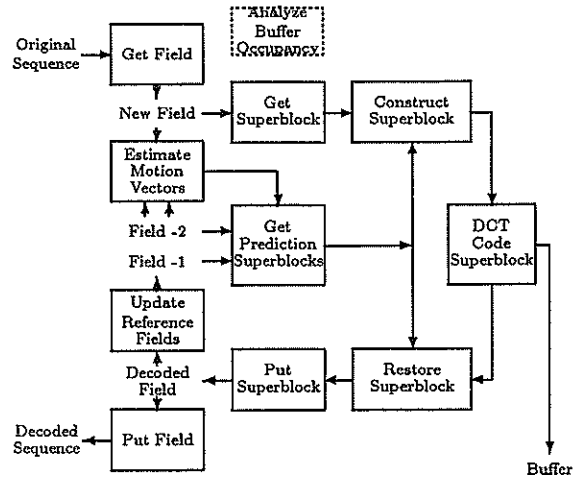 Analyze
Buffer
Occupancy
Original
Sequence
Get Field
New Field
Get
Superblock
Construct
Superblock
Estimate
Motion
Vectors
Field -2
Field -1
Get
Prediction
Superblocks
DCT
Code
Superblock
Update
Reference
Fields
Decoded
Field
Put
Superblock
Restore
Superblock
Decoded
Sequence
Put Field
Buffer